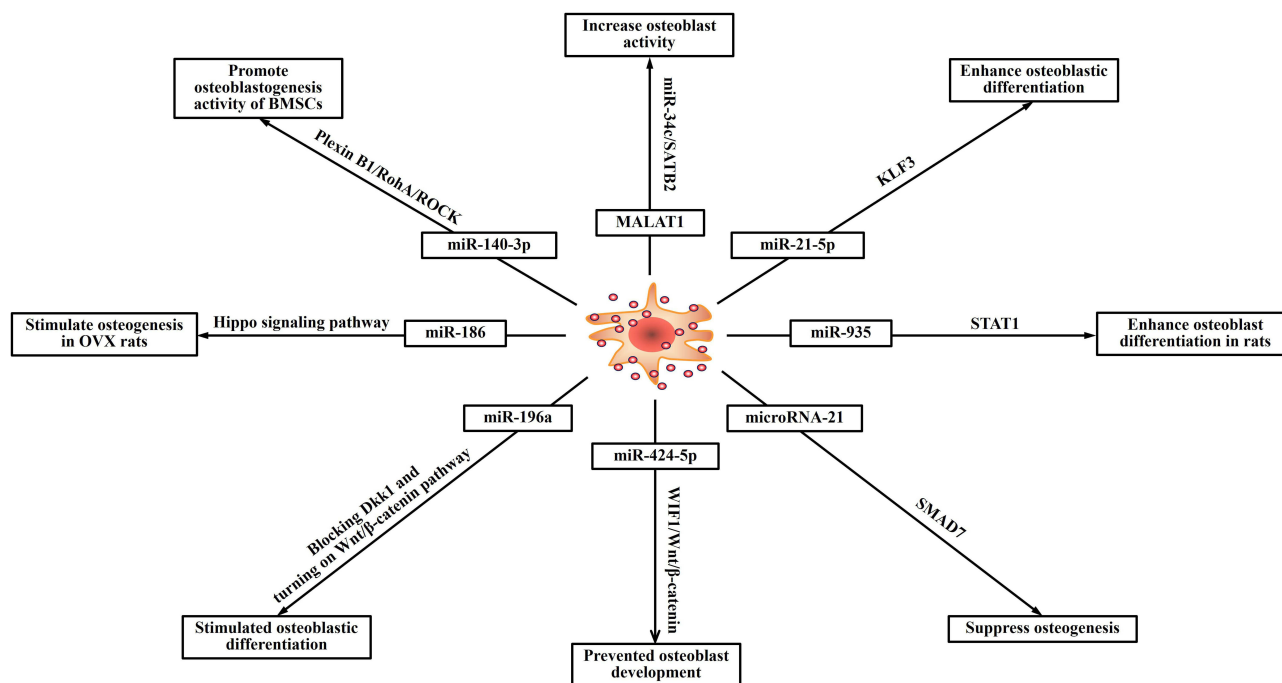 Increase osteoblast
activity
miR-34c/SATB2
MALAT1
Promote
osteoblastogenesis
activity of BMSCs
Plexin B1/RohA/ROCK
miR-140-3p
Enhance osteoblastic
differentiation
KLF3
miR-21-5p
Stimulate osteogenesis
in OVX rats
Hippo signaling pathway
miR-186
miR-935
STAT1
Enhance osteoblast
differentiation in rats
miR-196a
Blocking Dkk1 and
turning on Wnt/β-catenin pathway
Stimulated osteoblastic
differentiation
miR-424-5p
WIF1/Wnt/β-catenin
Prevented osteoblast
development
microRNA-21
SMAD7
Suppress osteogenesis